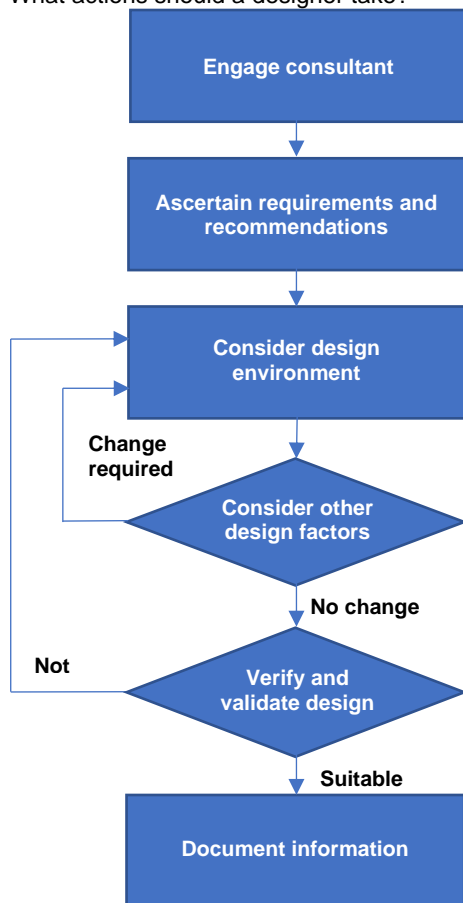 What actions should a designer take?
Engage consultant
Ascertain requirements and
recommendations
Consider design
environment
Change
required
Consider other
design factors
No change
Not
Verify and
validate design
Suitable
Document information